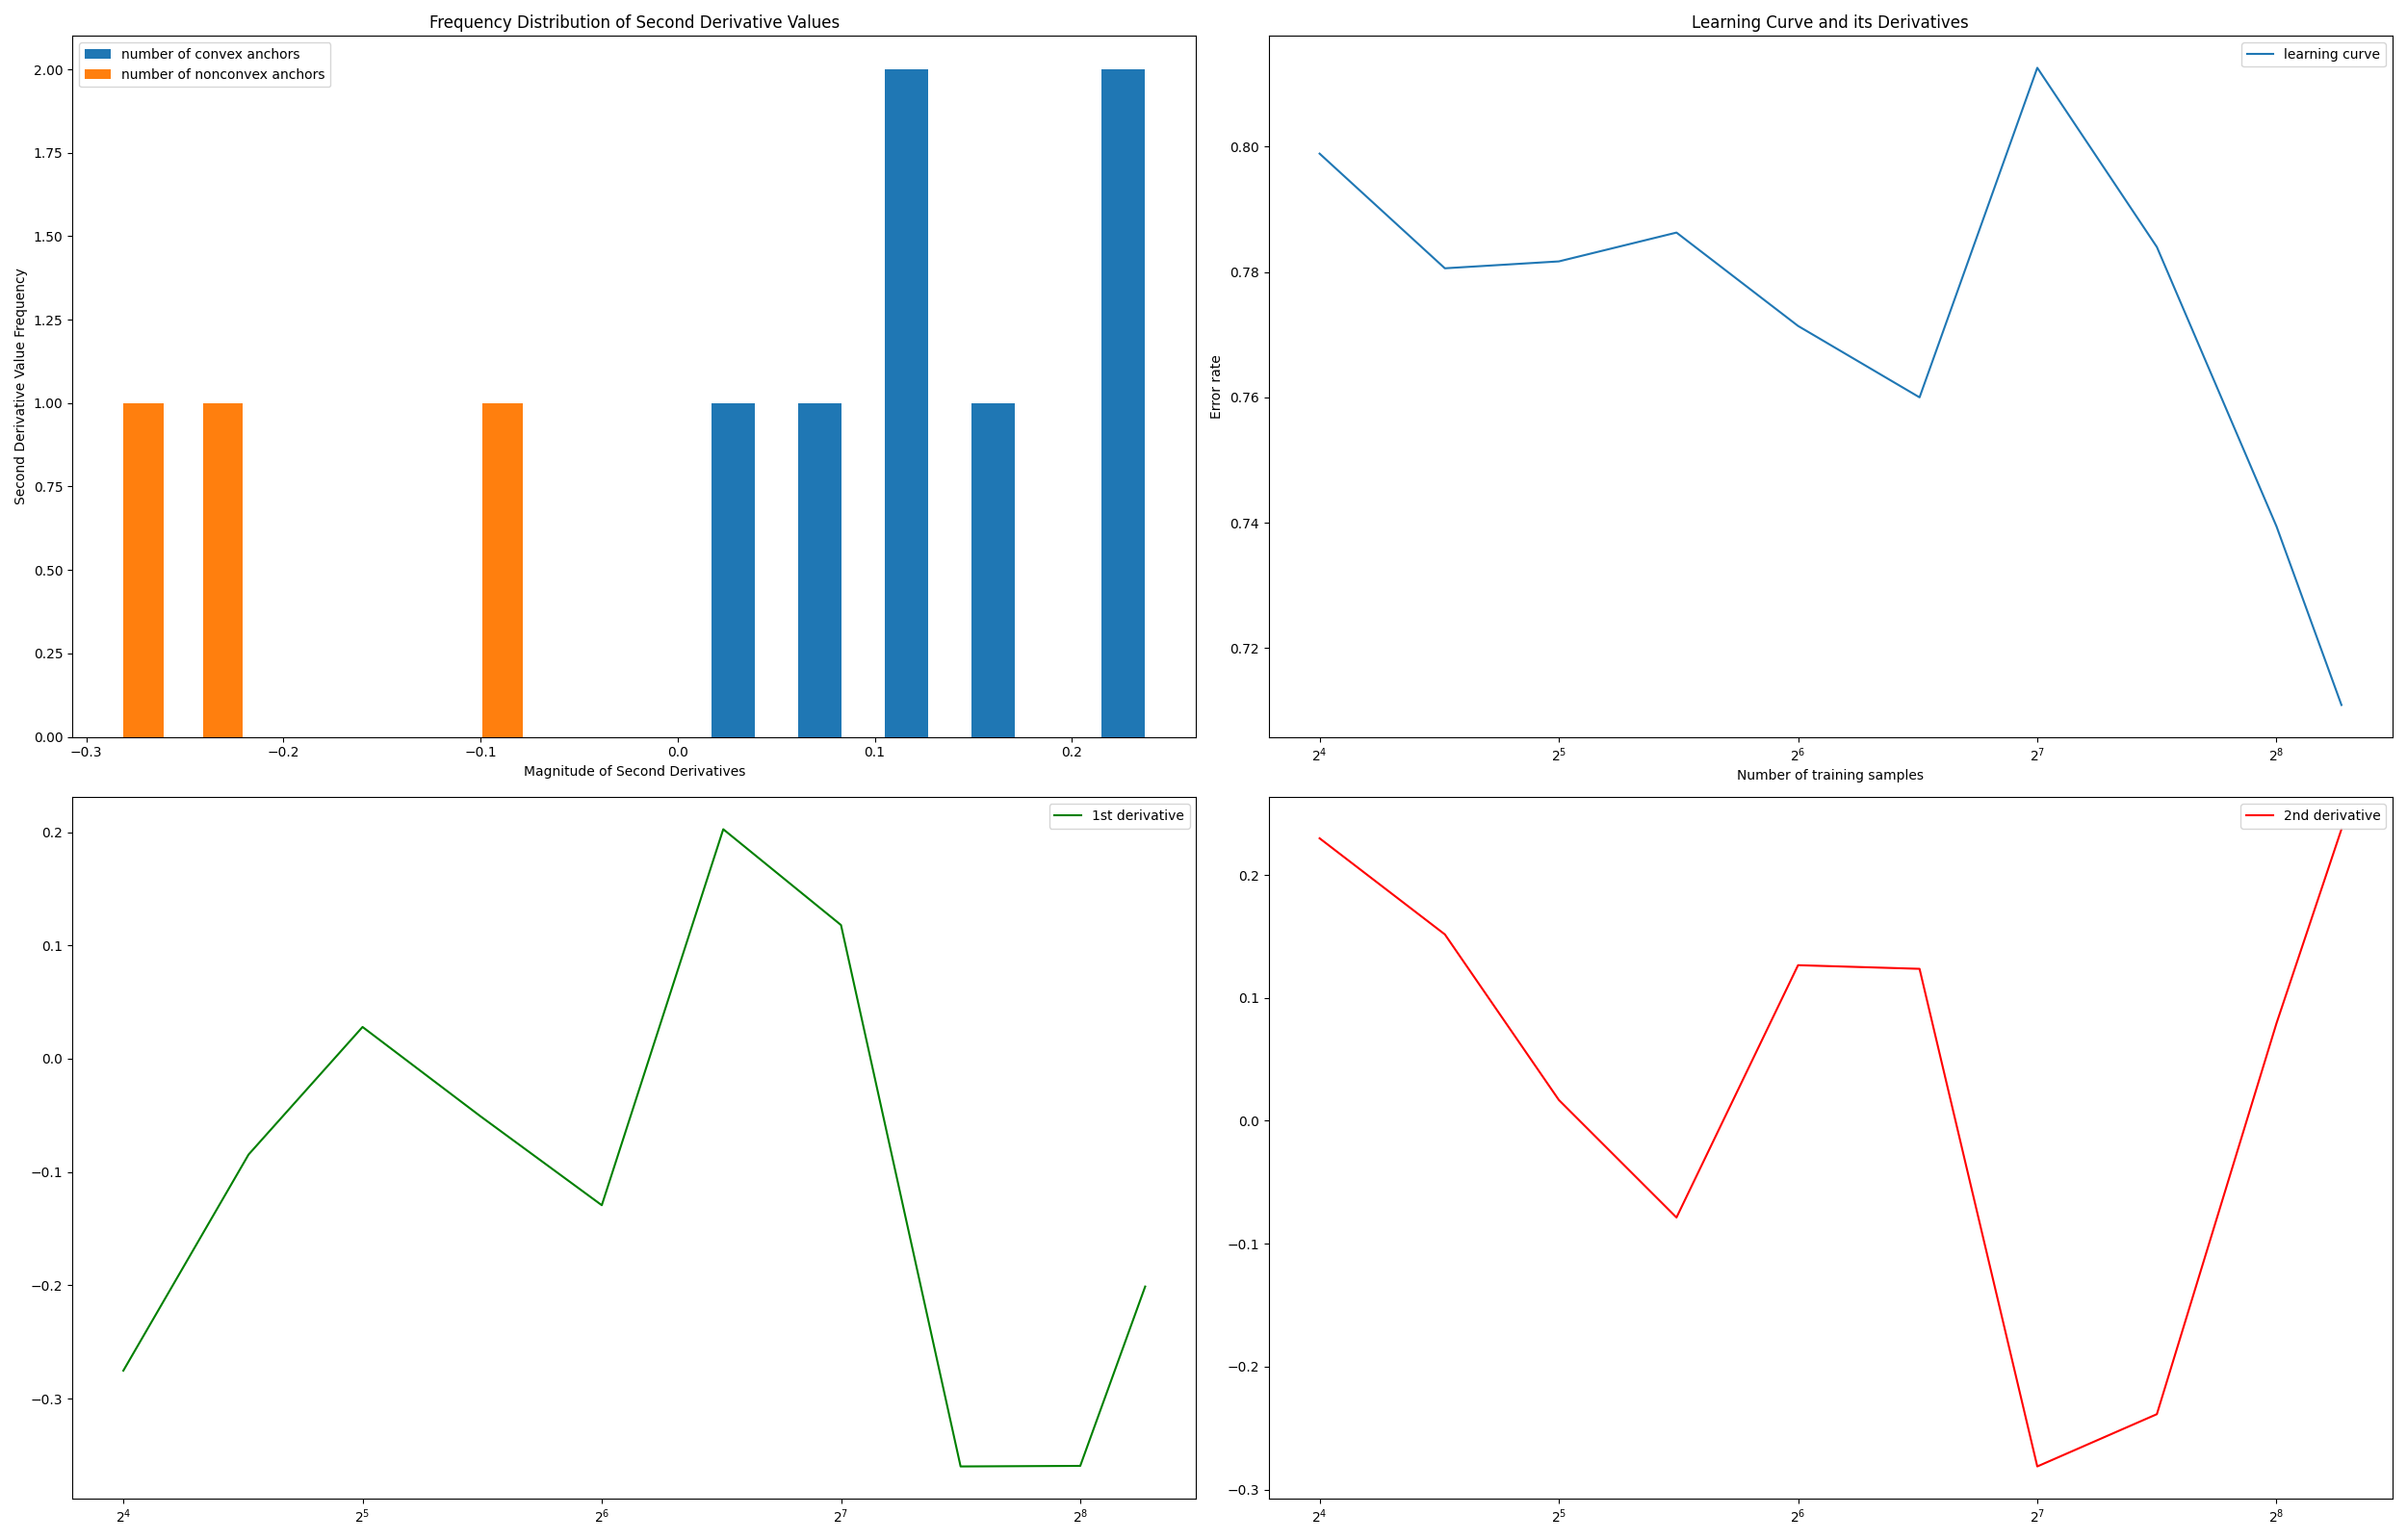 Frequency Distribution of Second Derivative Values
number of convex anchors
number of nonconvex anchors
Second Derivative Value Frequency
2.00
1.75
1.50
1.25
1.00
0.75
0.50
0.25
0.00
−0.3 −0.2 −0.1 0.0 0.1 0.2
Magnitude of Second Derivatives
Learning Curve and its Derivatives
learning curve
Error rate
0.80
0.78
0.76
0.74
0.72
2⁴ 2⁵ 2⁶ 2⁷ 2⁸
Number of training samples
1st derivative
0.2
0.1
0.0
−0.1
−0.2
−0.3
2⁴ 2⁵ 2⁶ 2⁷ 2⁸
2nd derivative
0.2
0.1
0.0
−0.1
−0.2
−0.3
2⁴ 2⁵ 2⁶ 2⁷ 2⁸